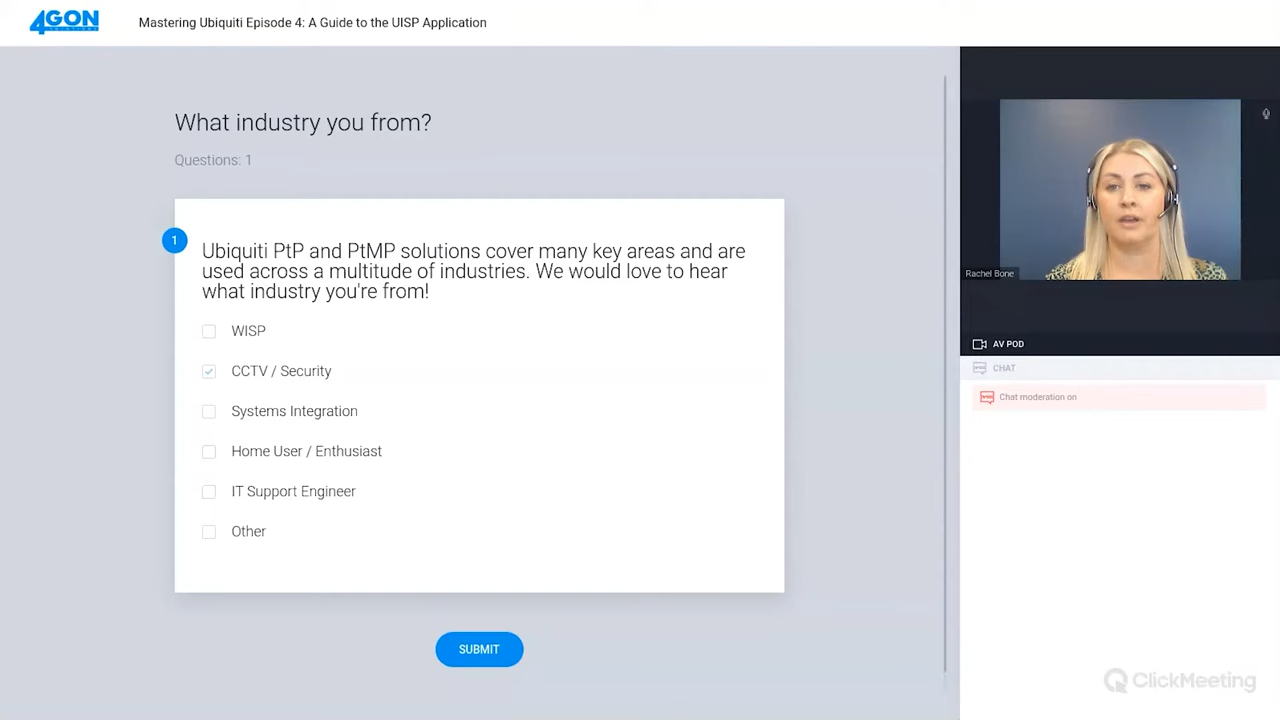 4GON
SOLUTIONS
Mastering Ubiquiti Episode 4: A Guide to the UISP Application
What industry you from?
Questions: 1
1
Ubiquiti PtP and PtMP solutions cover many key areas and are
used across a multitude of industries. We would love to hear
what industry you're from!
WISP
CCTV / Security
Systems Integration
Home User / Enthusiast
IT Support Engineer
Other
SUBMIT
Rachel Bone
AV POD
CHAT
Chat moderation on
ClickMeeting